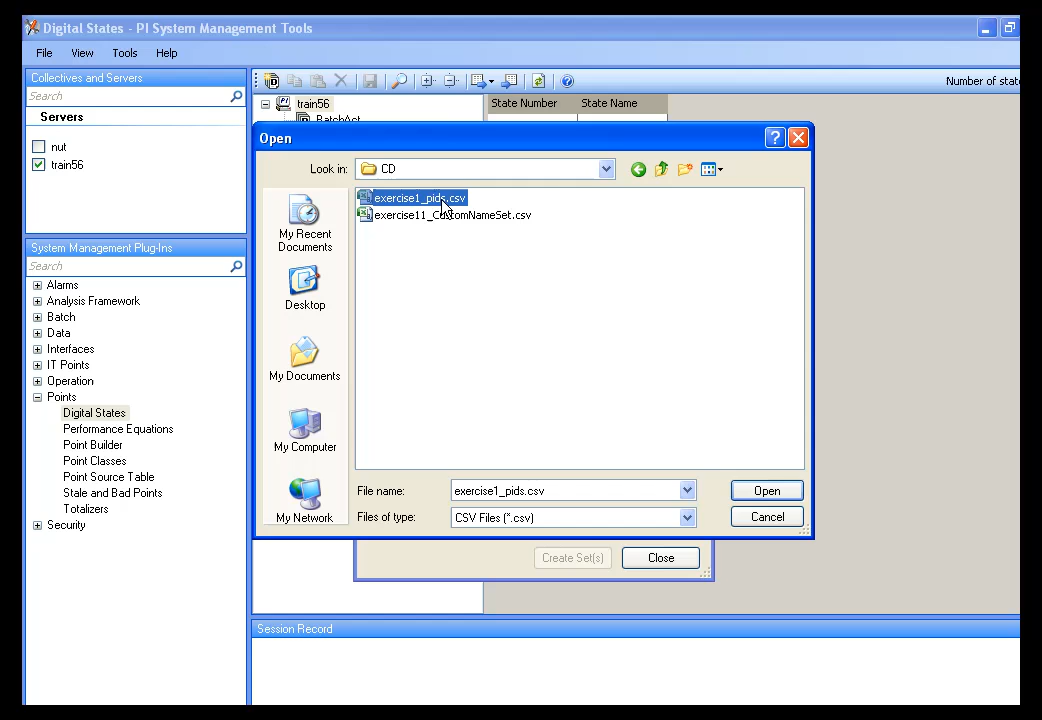 Digital States - PI System Management Tools
File View Tools Help
Collectives and Servers
Search
Servers
nut
train56
System Management Plug-Ins
Search
Alarms
Analysis Framework
Batch
Data
Interfaces
IT Points
Operation
Points
Digital States
Performance Equations
Point Builder
Point Classes
Point Source Table
Stale and Bad Points
Totalizers
Security
Number of state
train56
BatchAct
State Number State Name
Open
Look in: CD
My Recent Documents
Desktop
My Documents
My Computer
My Network
exercise1_pids.csv
exercise11_CustomNameSet.csv
File name: exercise1_pids.csv Open
Files of type: CSV Files (*.csv) Cancel
Create Set(s) Close
Session Record